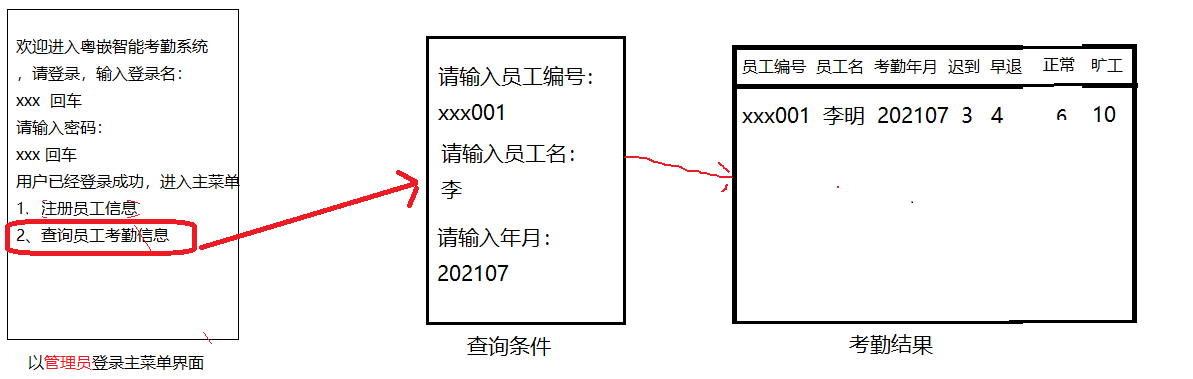 欢迎进入粤嵌智能考勤系统
，请登录，输入登录名：
xxx 回车
请输入密码：
xxx 回车
用户已经登录成功，进入主菜单
1、注册员工信息
2、查询员工考勤信息
以管理员登录主菜单界面
请输入员工编号：
xxx001
请输入员工名：
李
请输入年月：
202107
查询条件
员工编号 员工名 考勤年月 迟到 早退 正常 旷工
xxx001 李明 202107 3 4 6 10
考勤结果